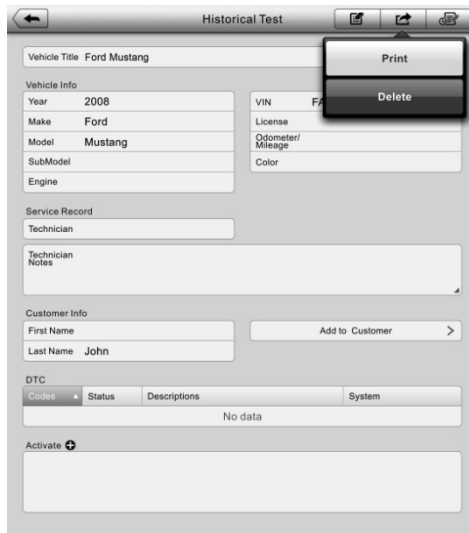 Historical Test
Vehicle Title Ford Mustang
Print
Delete
Vehicle Info
Year 2008
Make Ford
Model Mustang
SubModel
Engine
VIN FA
License
Odometer/
Mileage
Color
Service Record
Technician
Technician
Notes
Customer Info
First Name
Last Name John
Add to Customer
DTC
Codes Status Descriptions System
No data
Activate